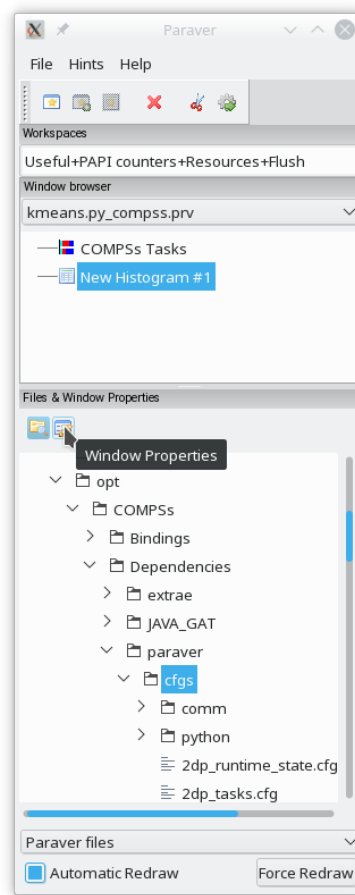 Paraver
File Hints Help
Workspaces
Useful+PAPI counters+Resources+Flush
Window browser
kmeans.py_compss.prv
COMPSs Tasks
New Histogram #1
Files & Window Properties
Window Properties
opt
COMPSs
Bindings
Dependencies
extrae
JAVA_GAT
paraver
cfgs
comm
python
2dp_runtime_state.cfg
2dp_tasks.cfg
Paraver files
Automatic Redraw Force Redraw